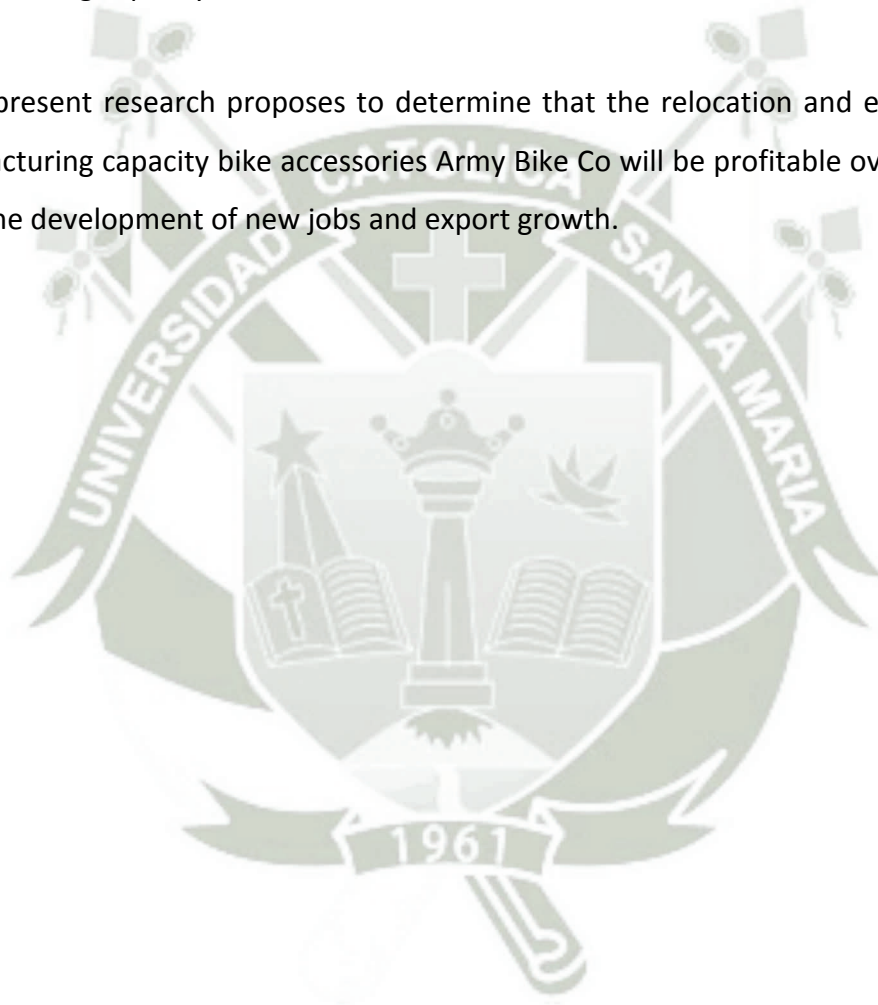 present research proposes to determine that the relocation and e
cturing capacity bike accessories Army Bike Co will be profitable ov
he development of new jobs and export growth.
UNIVERSIDAD CATOLICA SANTA MARIA
1961